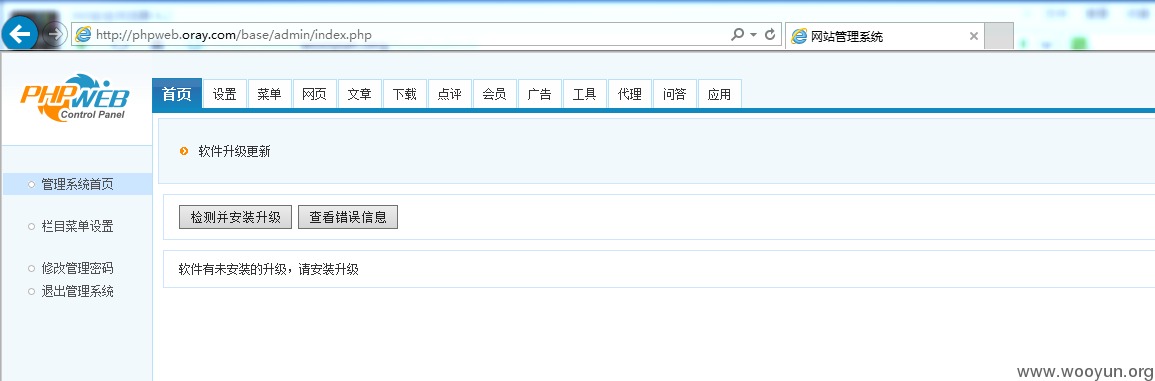 http://phpweb.oray.com/base/admin/index.php
网站管理系统
PHPWEB
Control Panel
首页 设置 菜单 网页 文章 下载 点评 会员 广告 工具 代理 问答 应用
软件升级更新
管理系统首页
检测并安装升级 查看错误信息
栏目菜单设置
软件有未安装的升级，请安装升级
修改管理密码
退出管理系统
www.wooyun.org